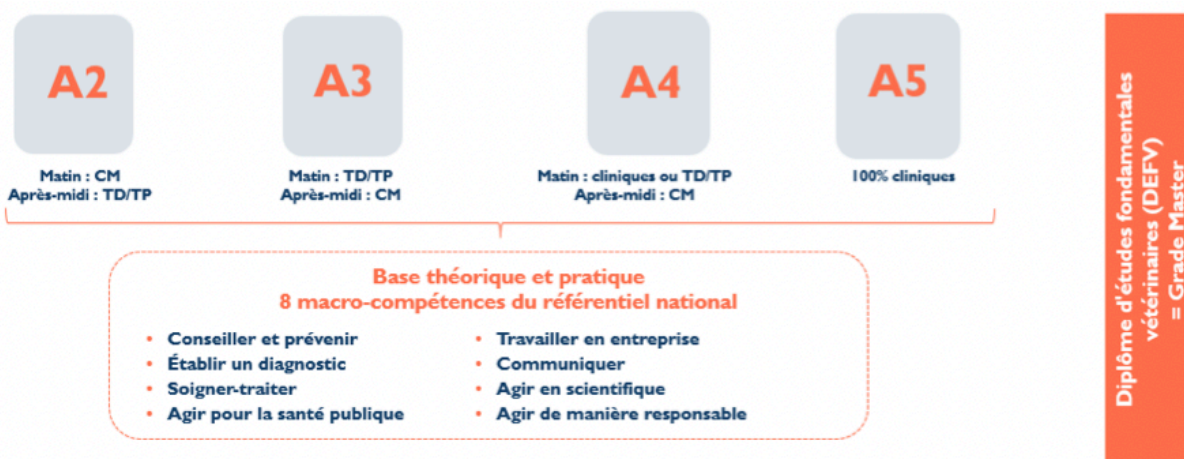 A2
Matin : CM
Après-midi : TD/TP
A3
Matin : TD/TP
Après-midi : CM
A4
Matin : cliniques ou TD/TP
Après-midi : CM
A5
100% cliniques
Base théorique et pratique
8 macro-compétences du référentiel national
• Conseiller et prévenir
• Établir un diagnostic
• Soigner-traiter
• Agir pour la santé publique
• Travailler en entreprise
• Communiquer
• Agir en scientifique
• Agir de manière responsable
Diplôme d'études fondamentales
vétérinaires (DEFV)
= Grade Master